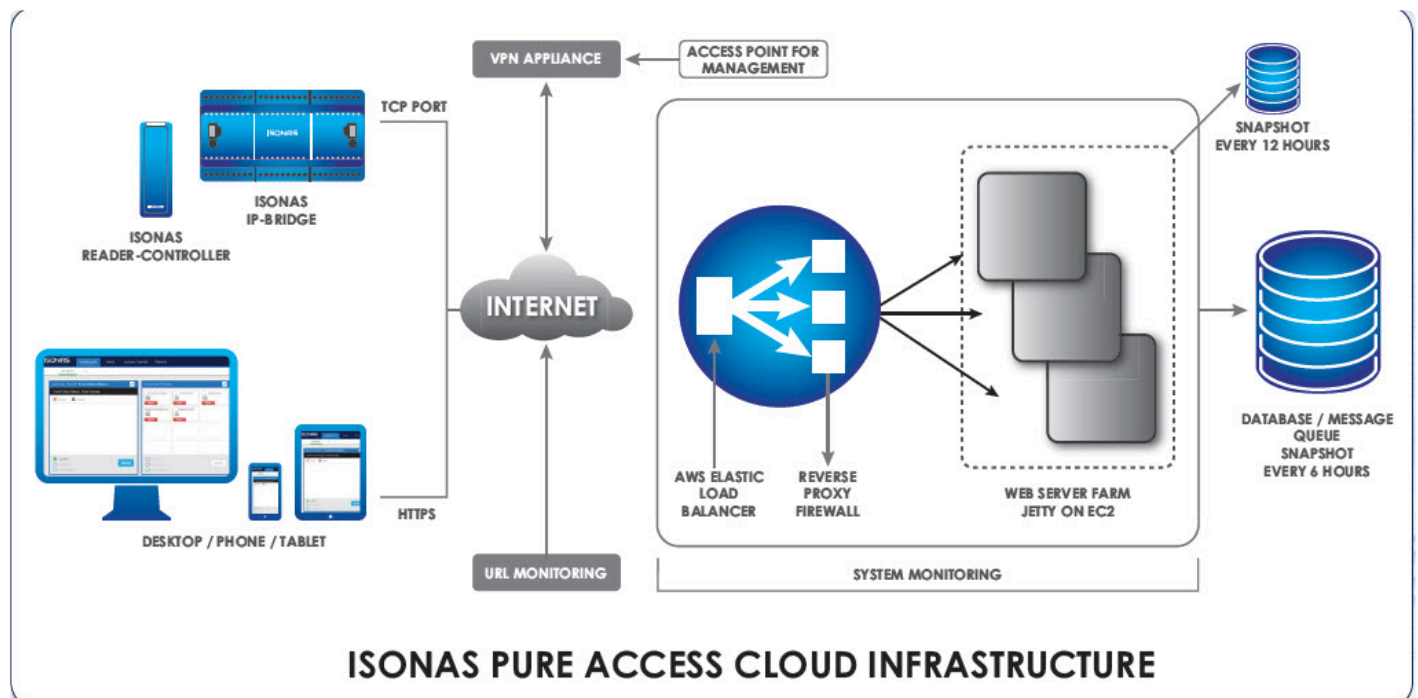 VPN APPLIANCE
ACCESS POINT FOR
MANAGEMENT
TCP PORT
ISONAS
ISONAS
IP-BRIDGE
ISONAS
READER-CONTROLLER
SNAPSHOT
EVERY 12 HOURS
INTERNET
ISONAS
DATABASE / MESSAGE
QUEUE
SNAPSHOT
EVERY 6 HOURS
AWS ELASTIC
LOAD
BALANCER
REVERSE
PROXY
FIREWALL
WEB SERVER FARM
JETTY ON EC2
HTTPS
DESKTOP / PHONE / TABLET
URL MONITORING
SYSTEM MONITORING
ISONAS PURE ACCESS CLOUD INFRASTRUCTURE